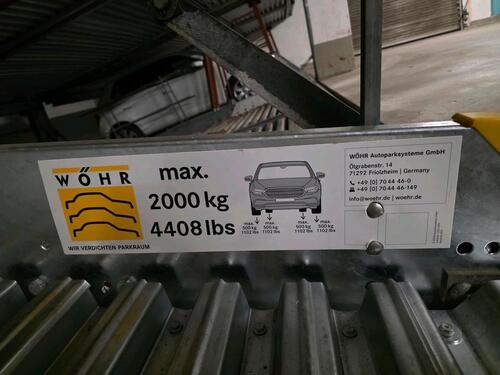 WÖHR
WIR VERDICHTEN PARKRAUM
max.
2000 kg
4408 lbs
max.
500 kg
1102 lbs
max.
500 kg
1102 lbs
max.
500 kg
1102 lbs
max.
500 kg
1102 lbs
WÖHR Autoparksysteme GmbH
Ölgrabenstr. 14
71292 Friolzheim | Germany
+49 [0] 70 44 46-0
+49 [0] 70 44 46-149
info@woehr.de | woehr.de